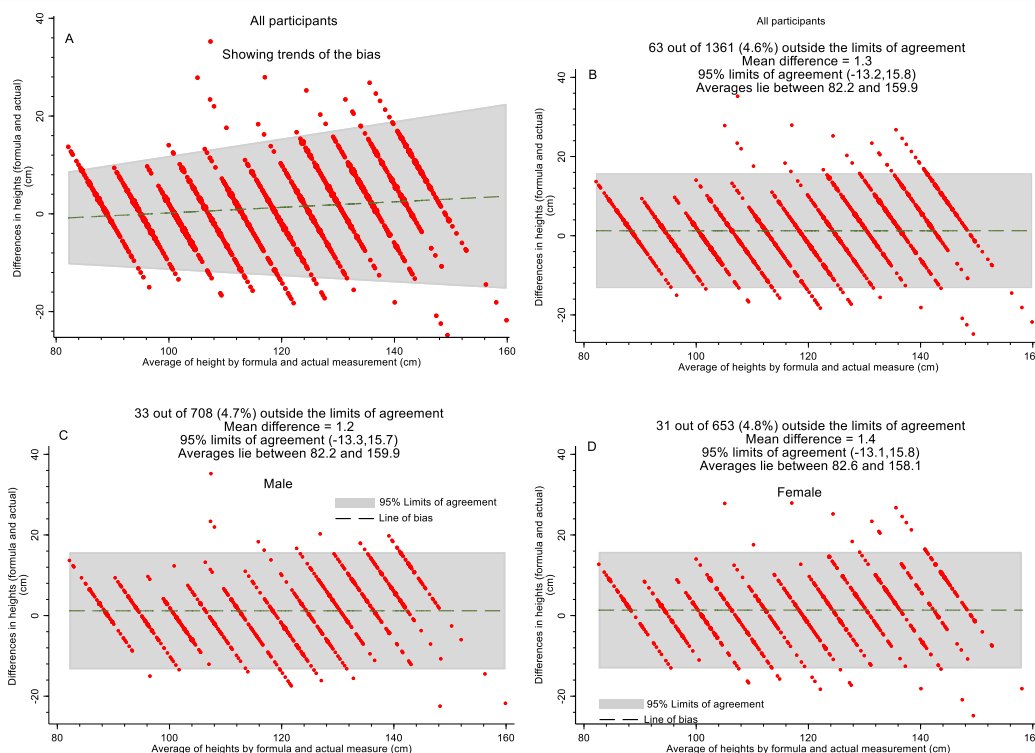 All participants
A
Showing trends of the bias
Differences in heights (formula and actual)
(cm)
40
20
0
-20
80
100
120
140
160
Average of height by formula and actual measurement (cm)
All participants
63 out of 1361 (4.6%) outside the limits of agreement
Mean difference = 1.3
95% limits of agreement (-13.2,15.8)
Averages lie between 82.2 and 159.9
B
Differences in heights (formula and actual)
(cm)
40
20
0
-20
80
100
120
140
Average of heights by formula and actual measure (cm)
33 out of 708 (4.7%) outside the limits of agreement
Mean difference = 1.2
95% limits of agreement (-13.3,15.7)
Averages lie between 82.2 and 159.9
C
Male
95% Limits of agreement
Line of bias
Differences in heights (formula and actual)
(cm)
40
20
0
-20
80
100
120
140
160
Average of heights by formula and actual measurement (cm)
31 out of 653 (4.8%) outside the limits of agreement
Mean difference = 1.4
95% limits of agreement (-13.1,15.8)
Averages lie between 82.6 and 158.1
D
Female
95% Limits of agreement
Line of bias
Differences in heights (formula and actual)
(cm)
40
20
0
-20
80
100
120
140
Average of heights by formula and actual mesurement (cm)